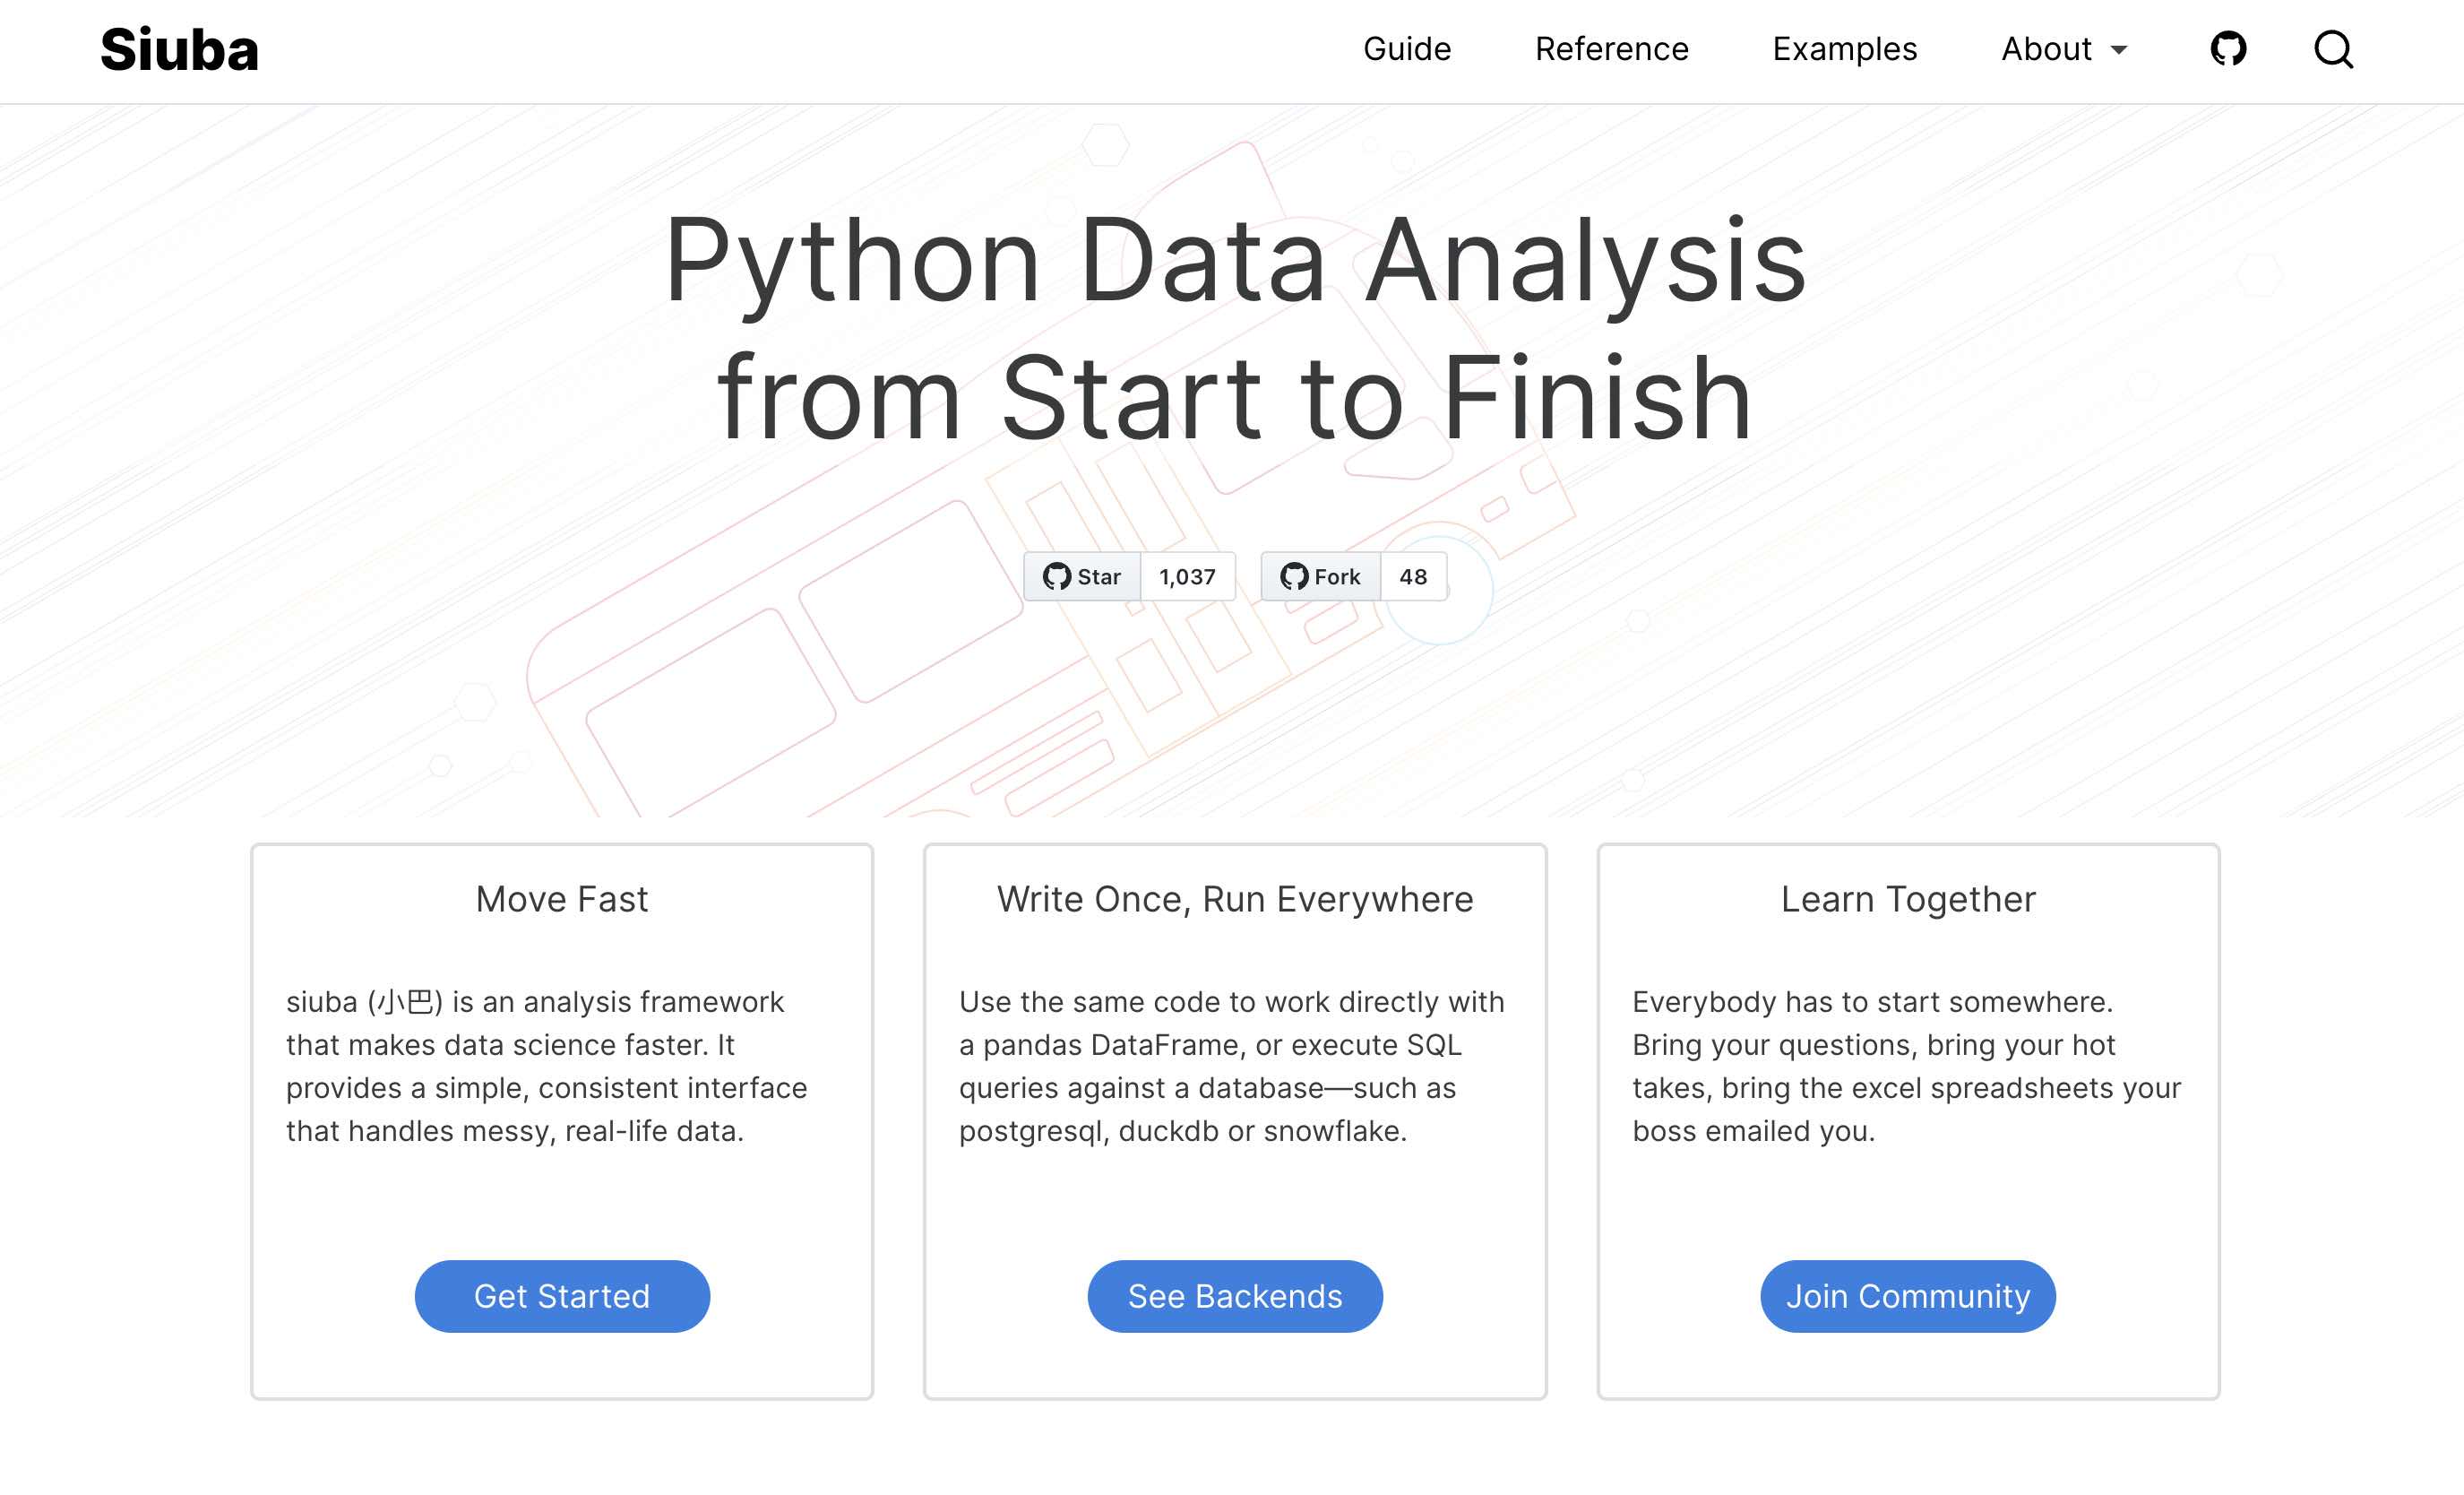 Siuba
Guide
Reference
Examples
About
Python Data Analysis
from Start to Finish
Star
1,037
Fork
48
Move Fast
siuba (小巴) is an analysis framework
that makes data science faster. It
provides a simple, consistent interface
that handles messy, real-life data.
Get Started
Write Once, Run Everywhere
Use the same code to work directly with
a pandas DataFrame, or execute SQL
queries against a database—such as
postgresql, duckdb or snowflake.
See Backends
Learn Together
Everybody has to start somewhere.
Bring your questions, bring your hot
takes, bring the excel spreadsheets your
boss emailed you.
Join Community